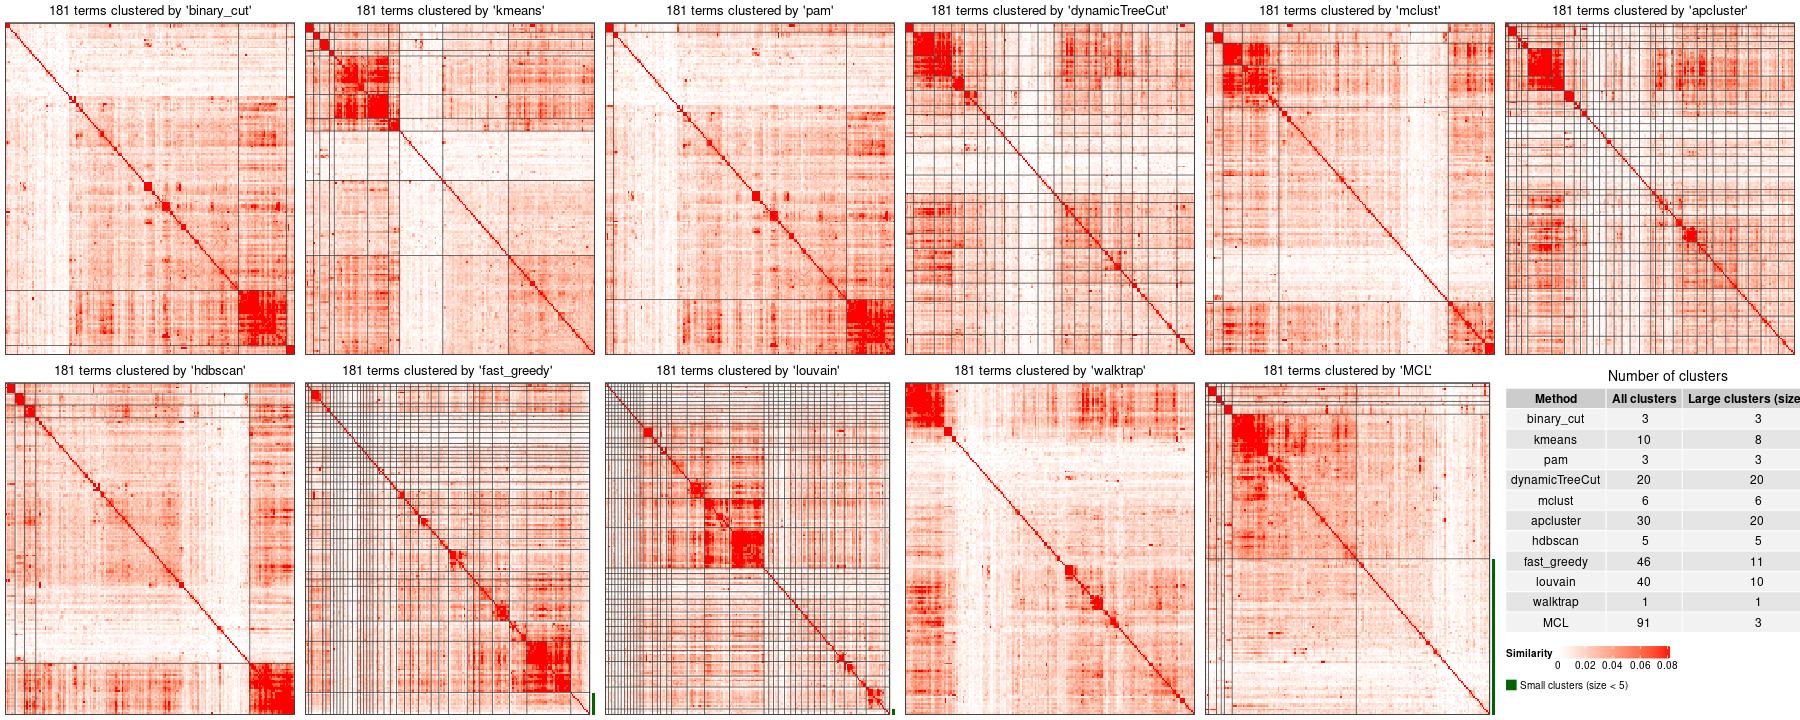 181 terms clustered by 'binary_cut'
181 terms clustered by 'kmeans'
181 terms clustered by 'pam'
181 terms clustered by 'dynamicTreeCut'
181 terms clustered by 'mclust'
181 terms clustered by 'apcluster'
181 terms clustered by 'hdbscan'
181 terms clustered by 'fast_greedy'
181 terms clustered by 'louvain'
181 terms clustered by 'walktrap'
181 terms clustered by 'MCL'
Number of clusters
Method All clusters Large clusters (size
binary_cut 3 3
kmeans 10 8
pam 3 3
dynamicTreeCut 20 20
mclust 6 6
apcluster 30 20
hdbscan 5 5
fast_greedy 46 11
louvain 40 10
walktrap 1 1
MCL 91 3
Similarity
0 0.02 0.04 0.06 0.08
Small clusters (size < 5)